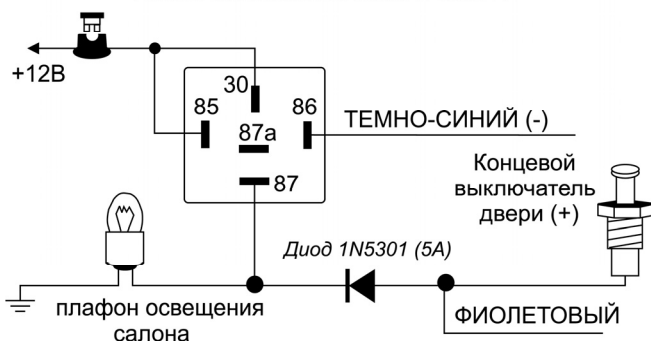 +12В
30
85
86
87а
87
ТЕМНО-СИНИЙ (-)
Концевой
выключатель
двери (+)
Диод 1N5301 (5А)
плафон освещения
салона
ФИОЛЕТОВЫЙ